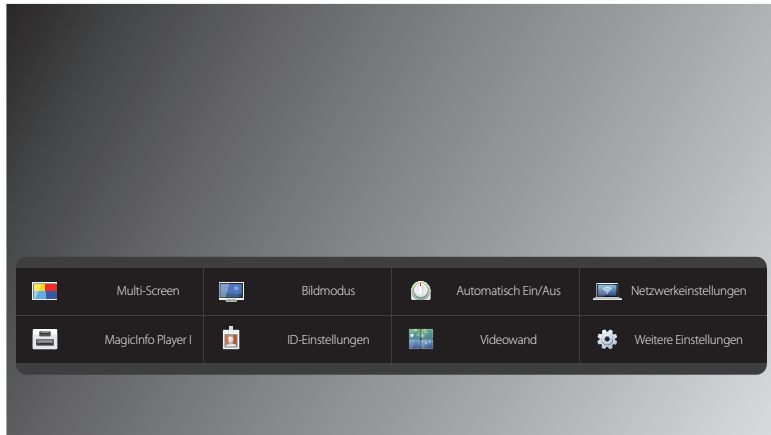 Multi-Screen
Bildmodus
Automatisch Ein/Aus
Netzwerkeinstellungen
MagicInfo Player I
ID-Einstellungen
Videowand
Weitere Einstellungen